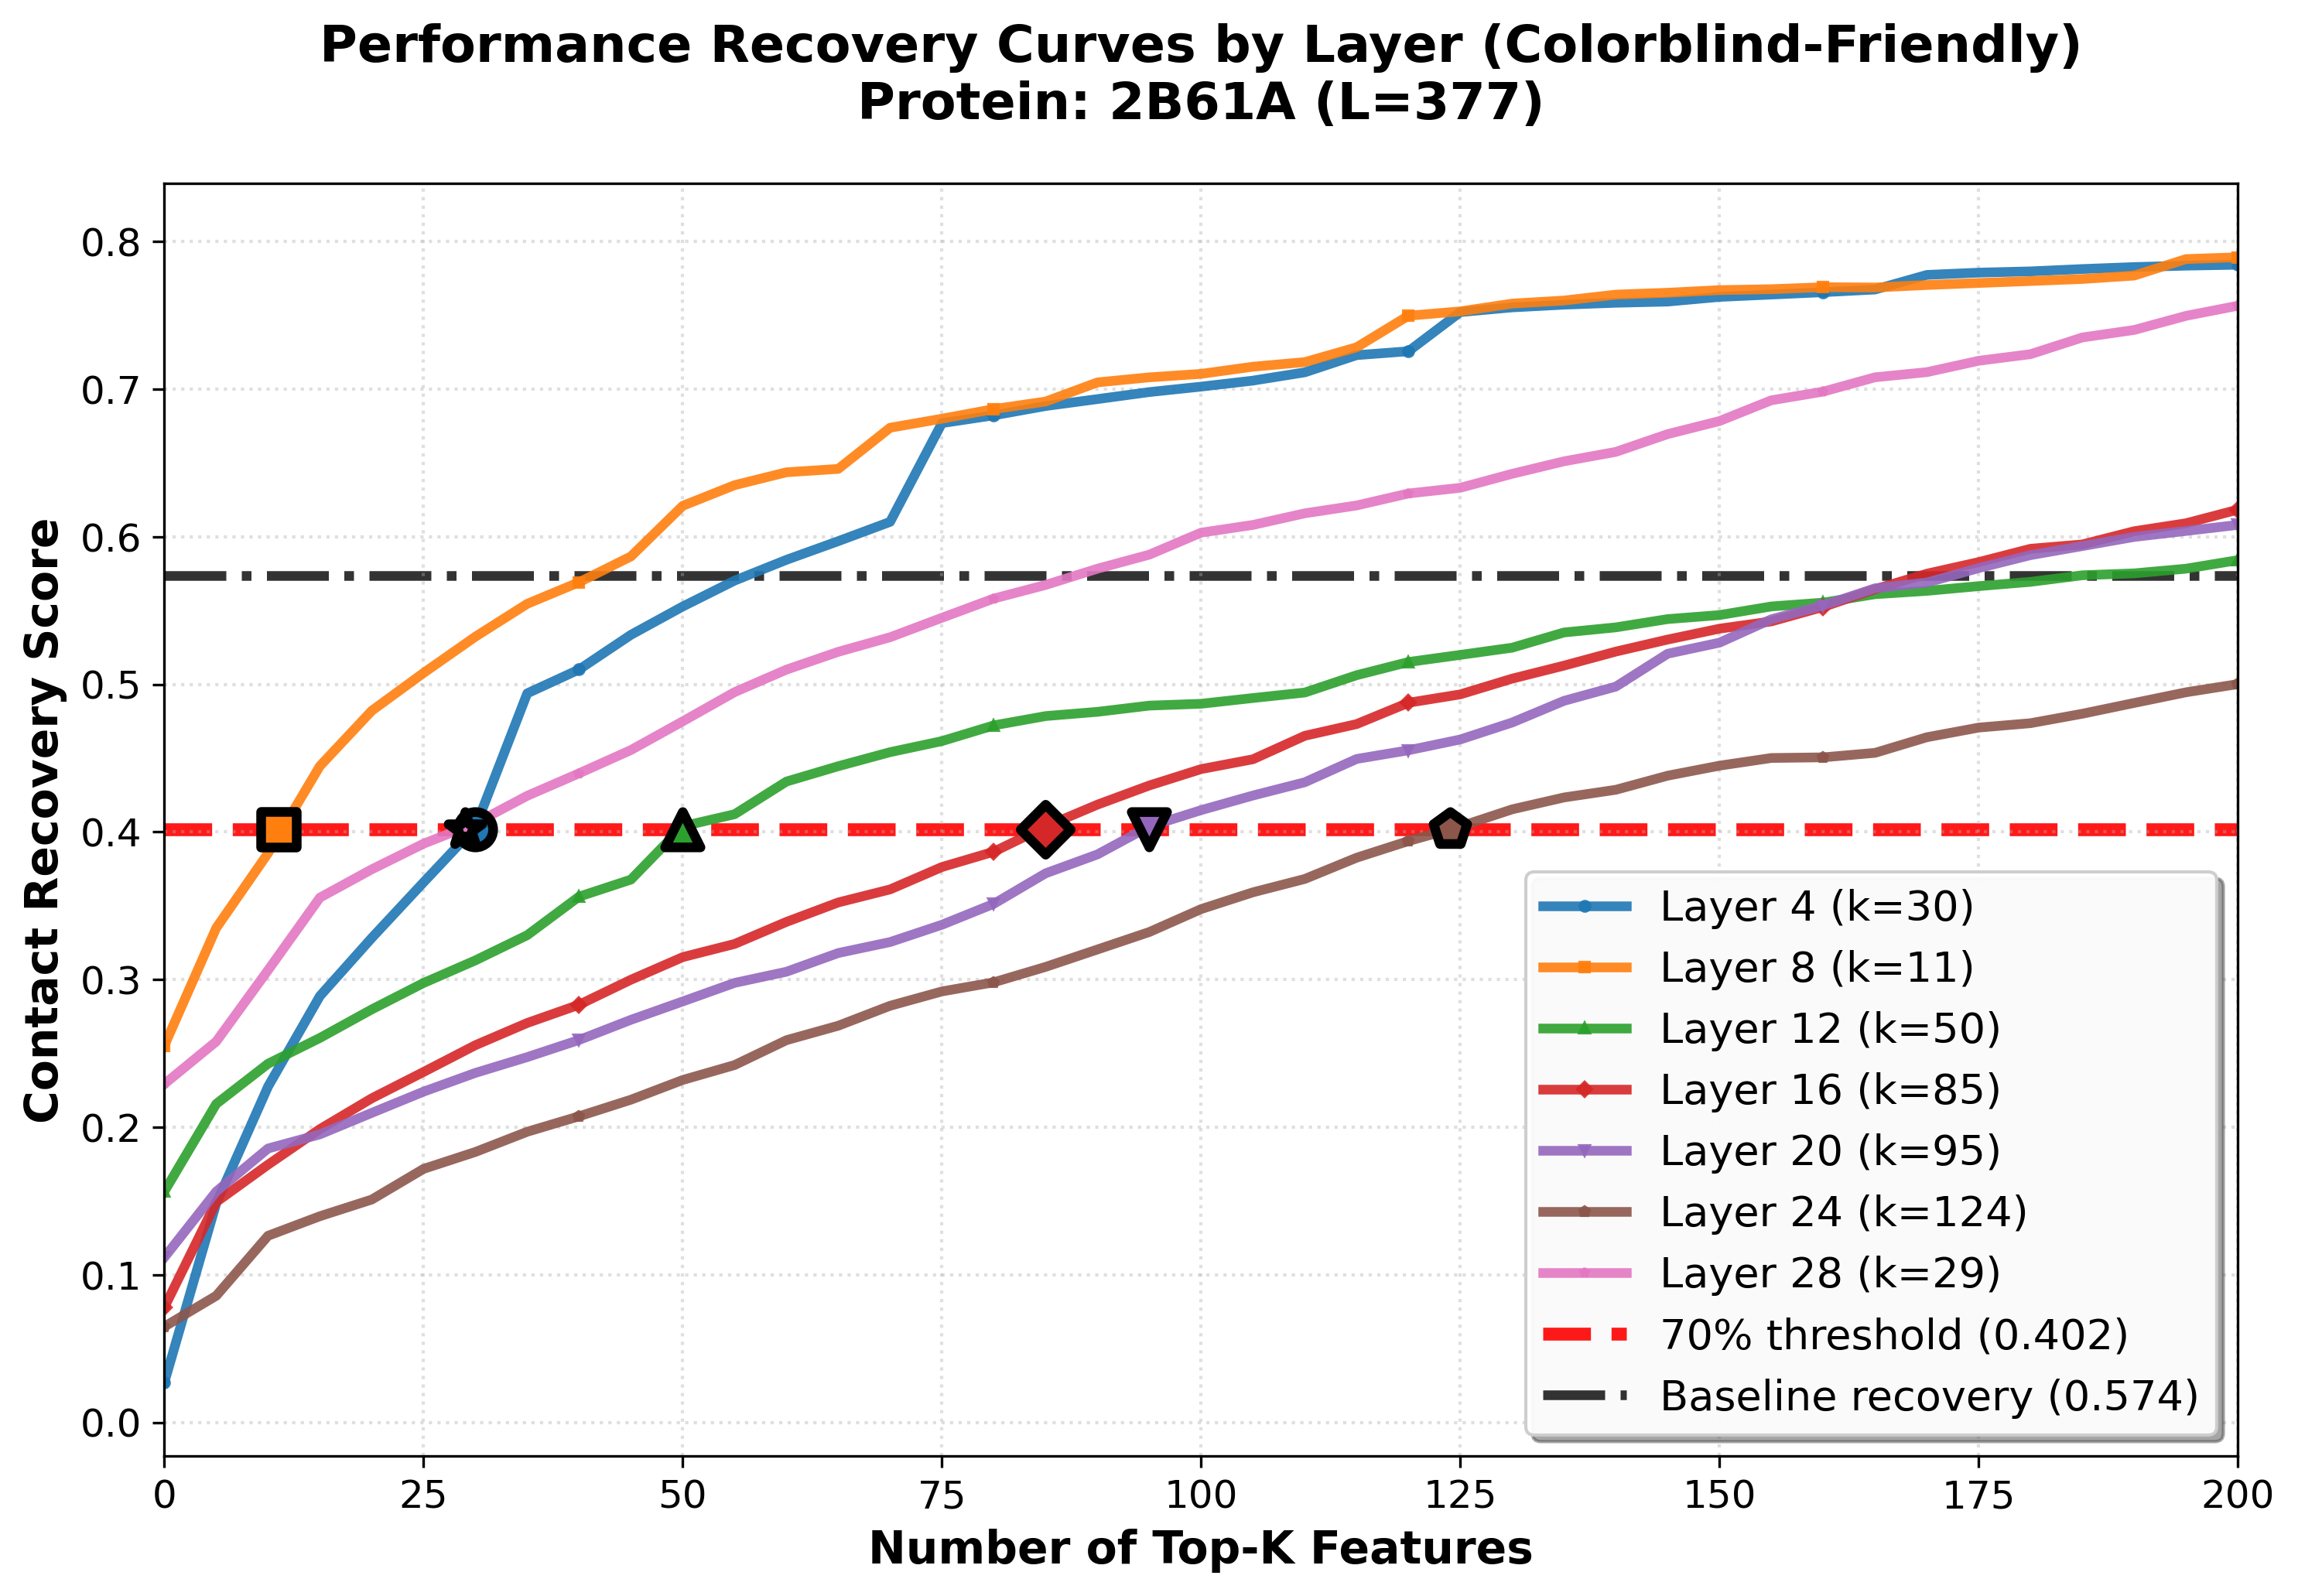 Performance Recovery Curves by Layer (Colorblind-Friendly)
Protein: 2B61A (L=377)
Contact Recovery Score
0.8
0.7
0.6
0.5
0.4
0.3
0.2
0.1
0.0
Layer 4 (k=30)
Layer 8 (k=11)
Layer 12 (k=50)
Layer 16 (k=85)
Layer 20 (k=95)
Layer 24 (k=124)
Layer 28 (k=29)
70% threshold (0.402)
Baseline recovery (0.574)
0 25 50 75 100 125 150 175 200
Number of Top-K Features